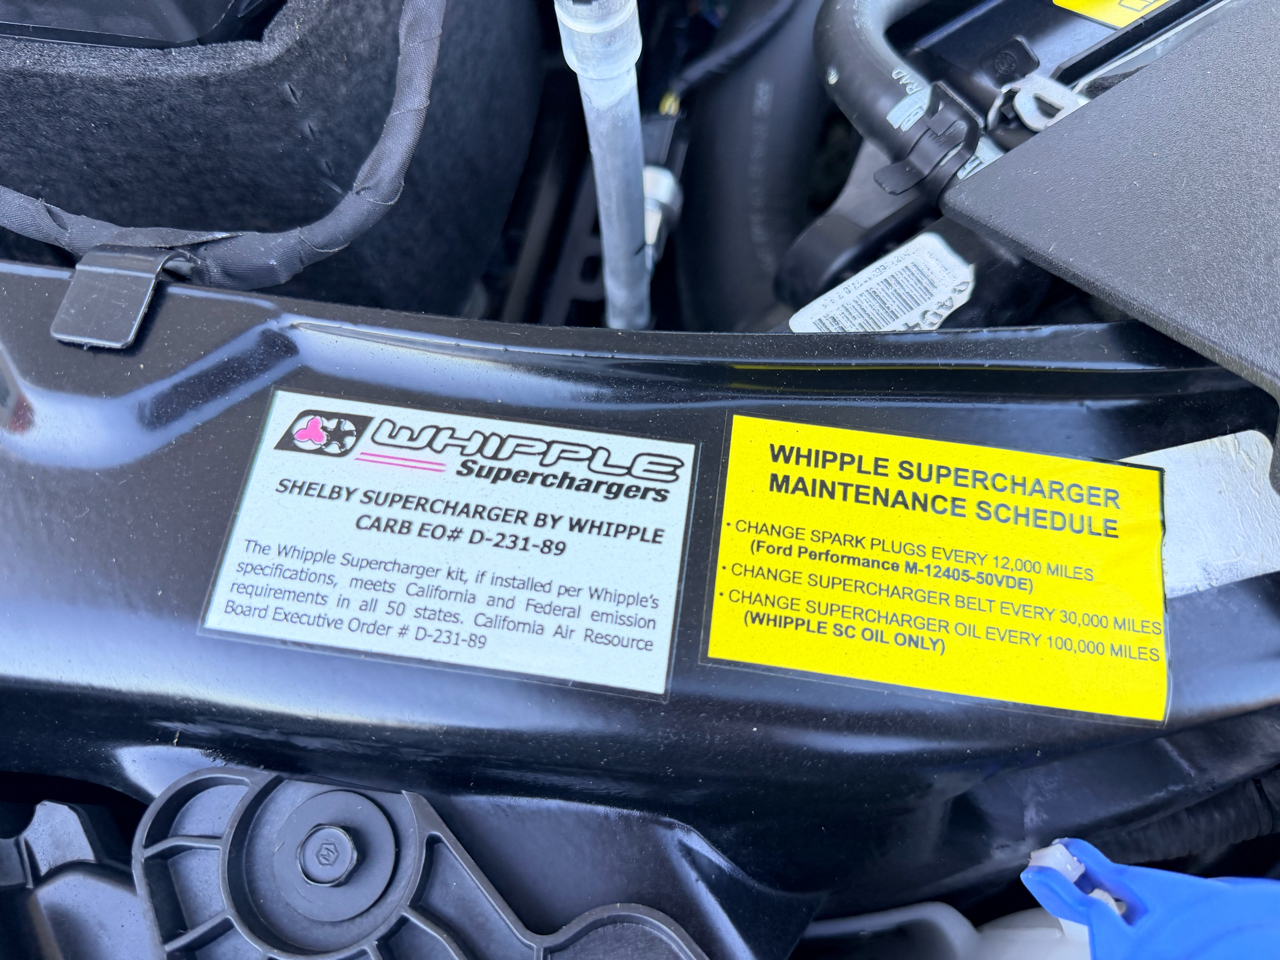 RAD
WHIPPLE
Superchargers
SHELBY SUPERCHARGER BY WHIPPLE
CARB EO# D-231-89
The Whipple Supercharger kit, if installed per Whipple's
specifications, meets California and Federal emission
requirements in all 50 states. California Air Resource
Board Executive Order # D-231-89
WHIPPLE SUPERCHARGER
MAINTENANCE SCHEDULE
• CHANGE SPARK PLUGS EVERY 12,000 MILES
(Ford Performance M-12405-50VDE)
• CHANGE SUPERCHARGER BELT EVERY 30,000 MILES
• CHANGE SUPERCHARGER OIL EVERY 100,000 MILES
(WHIPPLE SC OIL ONLY)